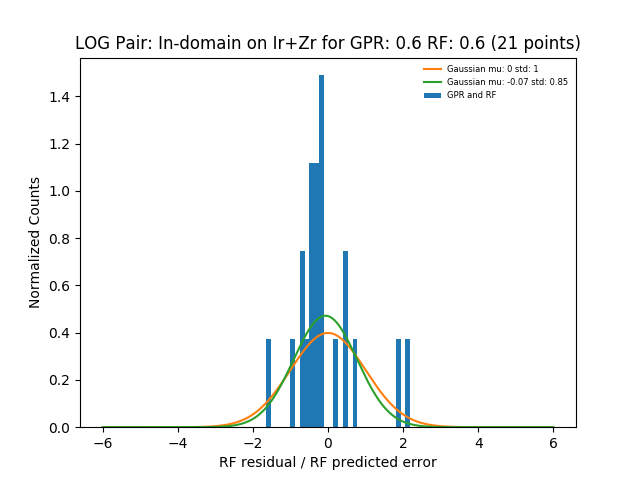 LOG Pair: In-domain on Ir+Zr for GPR: 0.6 RF: 0.6 (21 points)
Gaussian mu: 0 std: 1
Gaussian mu: -0.07 std: 0.85
GPR and RF
Normalized Counts
1.4
1.2
1.0
0.8
0.6
0.4
0.2
0.0
−6
−4
−2
0
2
4
6
RF residual / RF predicted error